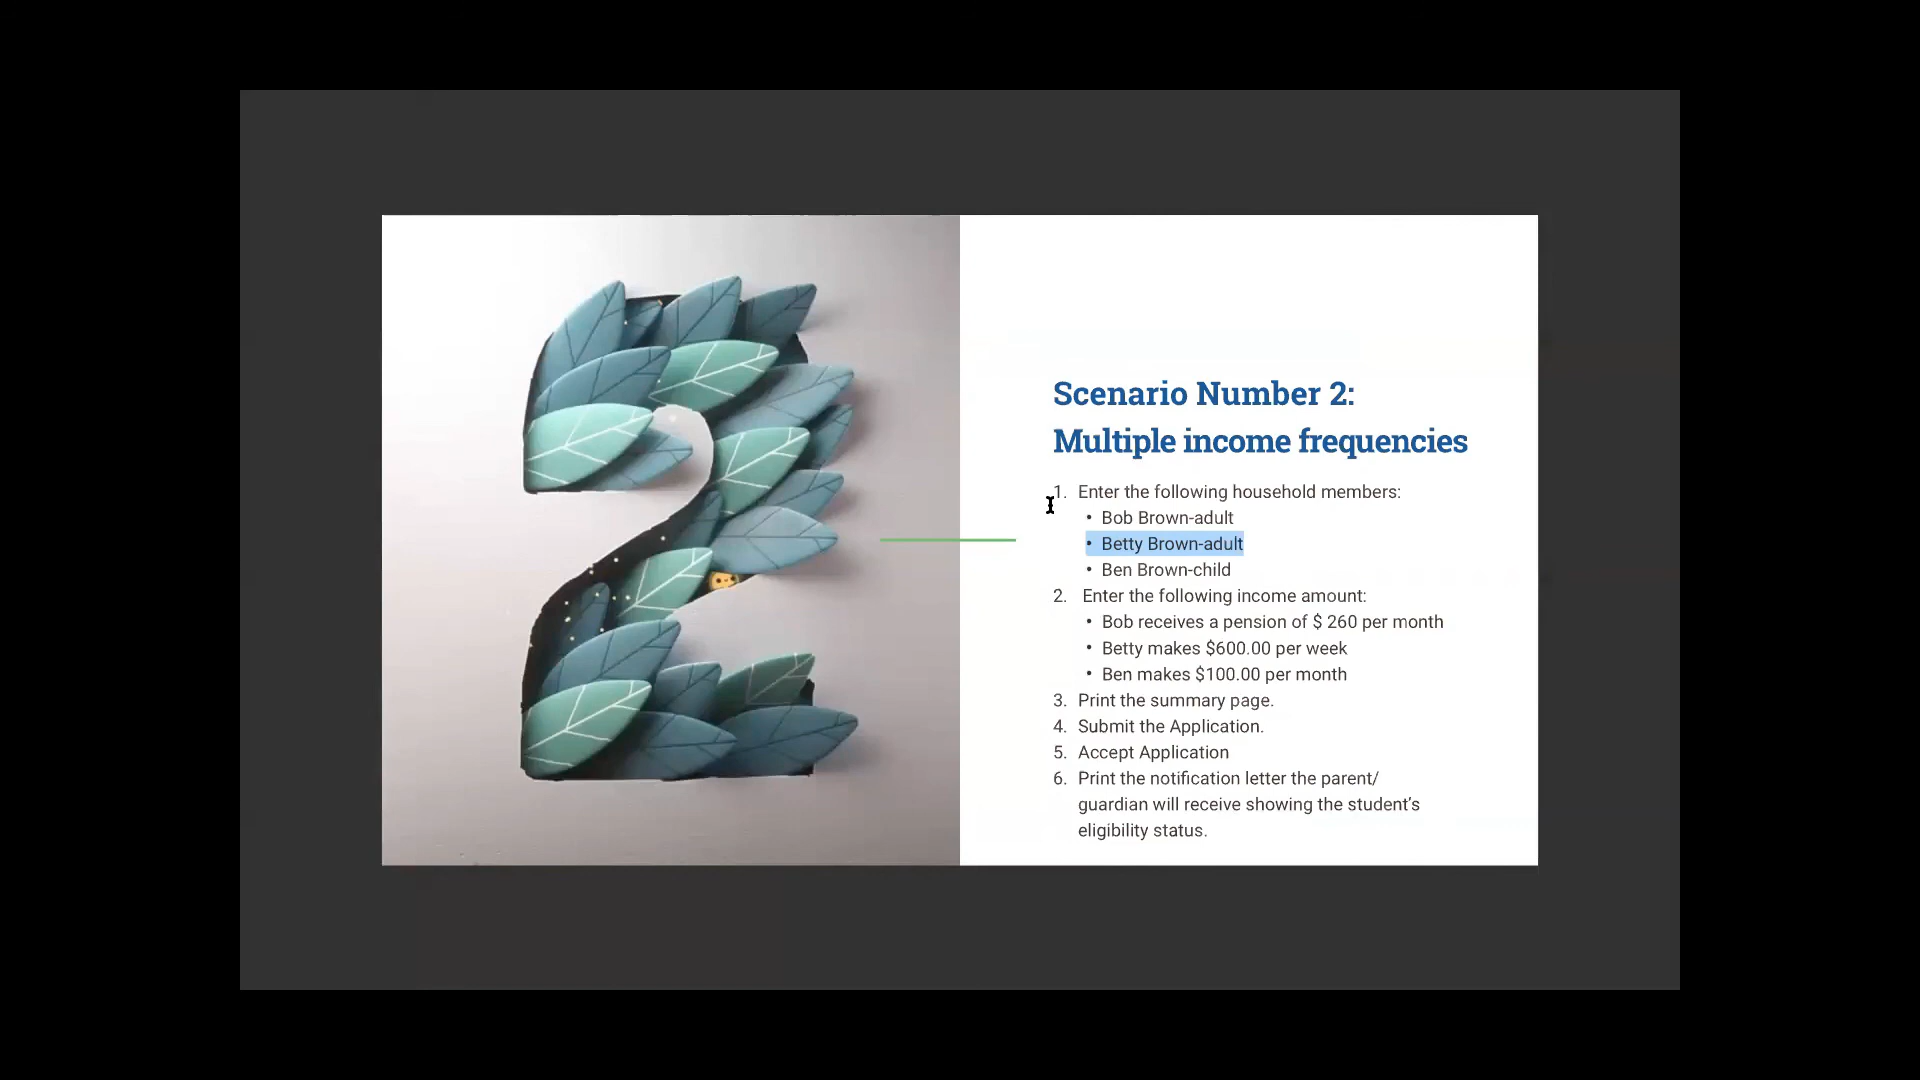 Scenario Number 2:
Multiple income frequencies
1. Enter the following household members:
• Bob Brown-adult
• Betty Brown-adult
• Ben Brown-child
2. Enter the following income amount:
• Bob receives a pension of $ 260 per month
• Betty makes $600.00 per week
• Ben makes $100.00 per month
3. Print the summary page.
4. Submit the Application.
5. Accept Application
6. Print the notification letter the parent/
guardian will receive showing the student’s
eligibility status.